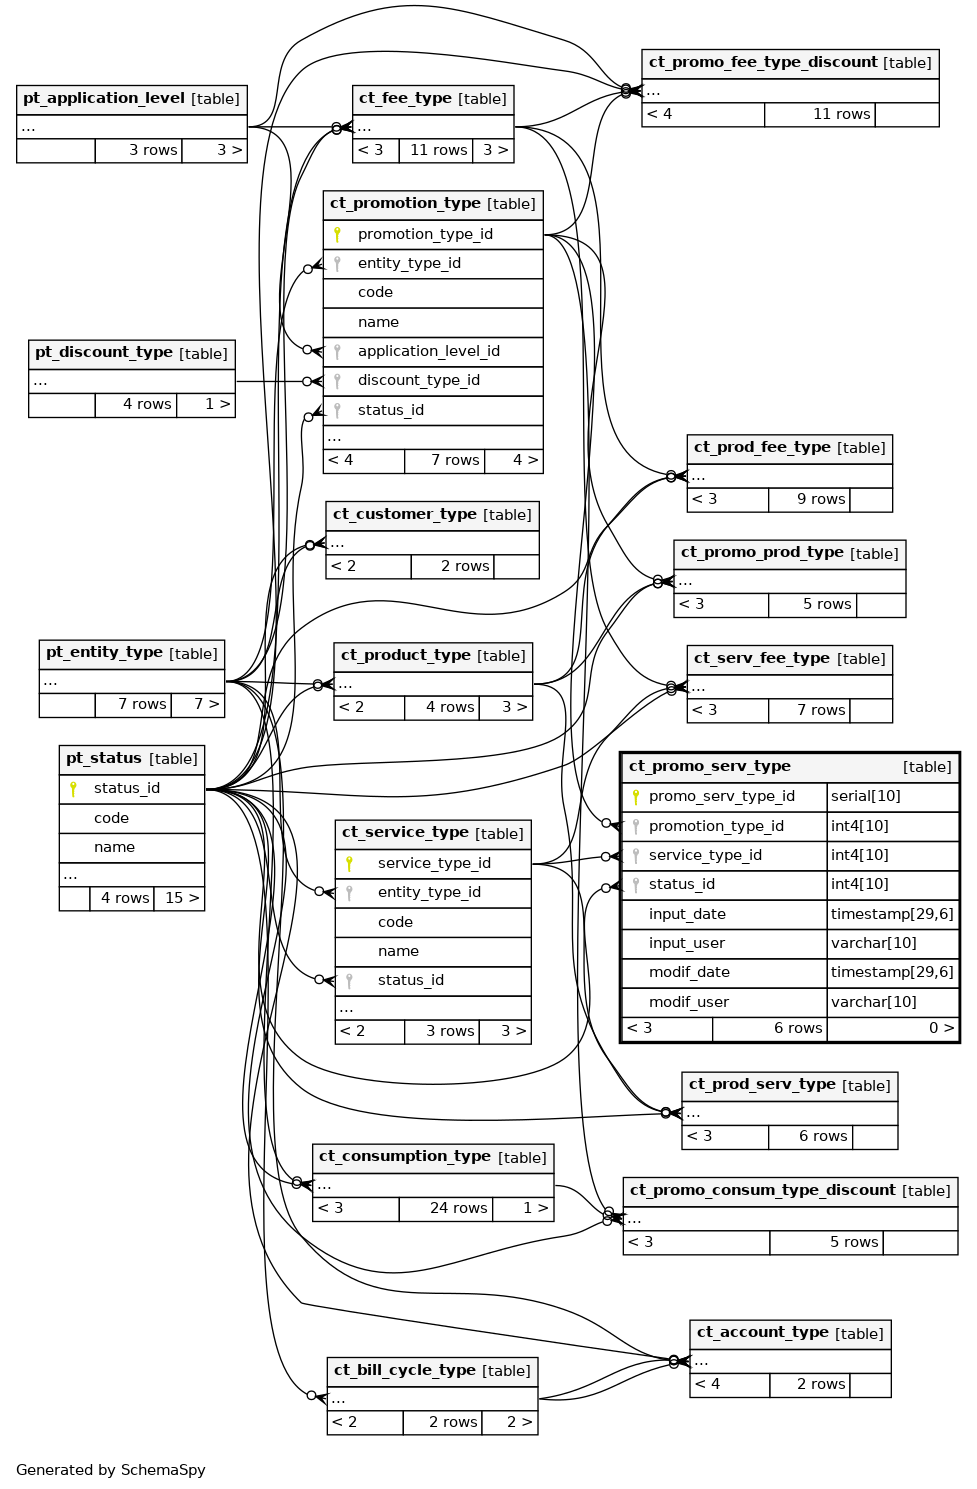 ct_promo_fee_type_discount [table]
...
< 4 11 rows
pt_application_level [table]
...
3 rows 3 >
ct_fee_type [table]
...
< 3 11 rows 3 >
ct_promotion_type [table]
promotion_type_id
entity_type_id
code
name
application_level_id
discount_type_id
status_id
...
< 4 7 rows 4 >
pt_discount_type [table]
...
4 rows 1 >
ct_prod_fee_type [table]
...
< 3 9 rows
ct_customer_type [table]
...
< 2 2 rows
ct_promo_prod_type [table]
...
< 3 5 rows
pt_entity_type [table]
...
7 rows 7 >
ct_product_type [table]
...
< 2 4 rows 3 >
ct_serv_fee_type [table]
...
< 3 7 rows
pt_status [table]
status_id
code
name
...
4 rows 15 >
ct_promo_serv_type [table]
promo_serv_type_id serial[10]
promotion_type_id int4[10]
service_type_id int4[10]
status_id int4[10]
input_date timestamp[29,6]
input_user varchar[10]
modif_date timestamp[29,6]
modif_user varchar[10]
< 3 6 rows 0 >
ct_service_type [table]
service_type_id
entity_type_id
code
name
status_id
...
< 2 3 rows 3 >
ct_prod_serv_type [table]
...
< 3 6 rows
ct_consumption_type [table]
...
< 3 24 rows 1 >
ct_promo_consum_type_discount [table]
...
< 3 5 rows
ct_account_type [table]
...
< 4 2 rows
ct_bill_cycle_type [table]
...
< 2 2 rows 2 >
Generated by SchemaSpy